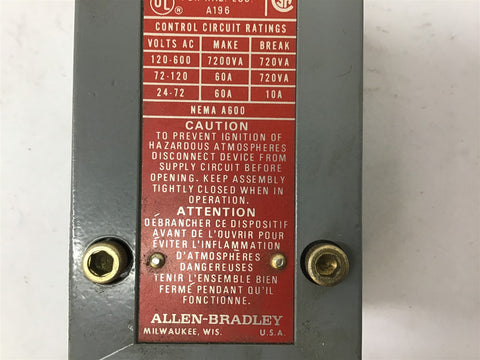 UL ®
A196
CONTROL CIRCUIT RATINGS
VOLTS AC MAKE BREAK
120-600 7200VA 720VA
72-120 60A 720VA
24-72 60A 10A
NEMA A600
CAUTION
TO PREVENT IGNITION OF
HAZARDOUS ATMOSPHERES
DISCONNECT DEVICE FROM
SUPPLY CIRCUIT BEFORE
OPENING. KEEP ASSEMBLY
TIGHTLY CLOSED WHEN IN
OPERATION.
ATTENTION
DÉBRANCHER CE DISPOSITIF
AVANT DE L'OUVRIR POUR
ÉVITER L'INFLAMMATION
D'ATMOSPHÈRES
DANGEREUSES
TENIR L'ENSEMBLE BIEN
FERMÉ PENDANT QU'IL
FONCTIONNE.
ALLEN-BRADLEY
MILWAUKEE, WIS. U.S.A.